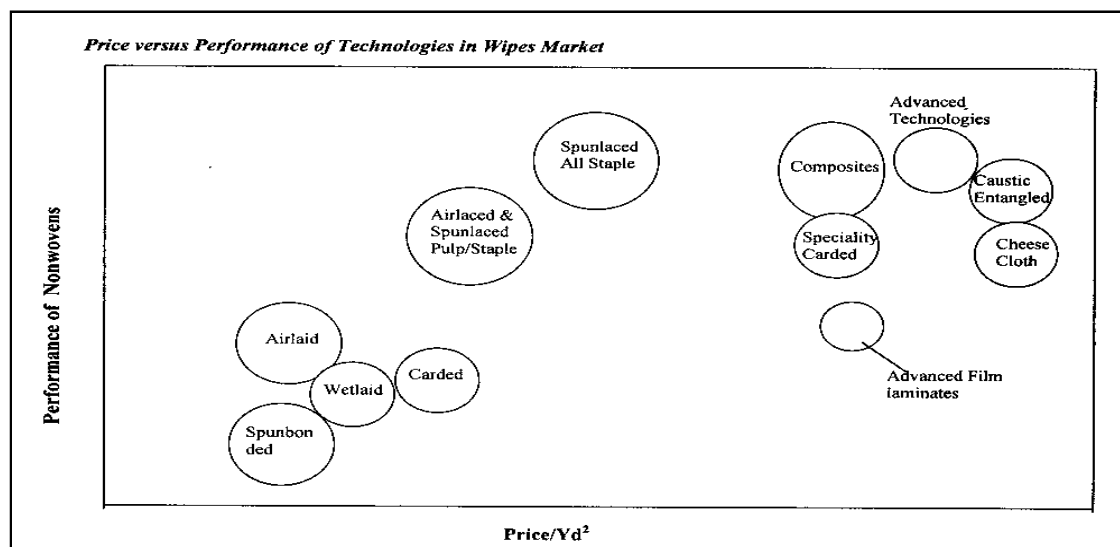 Price versus Performance of Technologies in Wipes Market
Advanced
Technologies
Spunlaced
All Staple
Composites
Caustic
Entangled
Airlaced &
Spunlaced
Pulp/Staple
Speciality
Carded
Cheese
Cloth
Performance of Nonwovens
Airlaid
Carded
Wetlaid
Advanced Film
laminates
Spunbon
ded
Price/Yd²